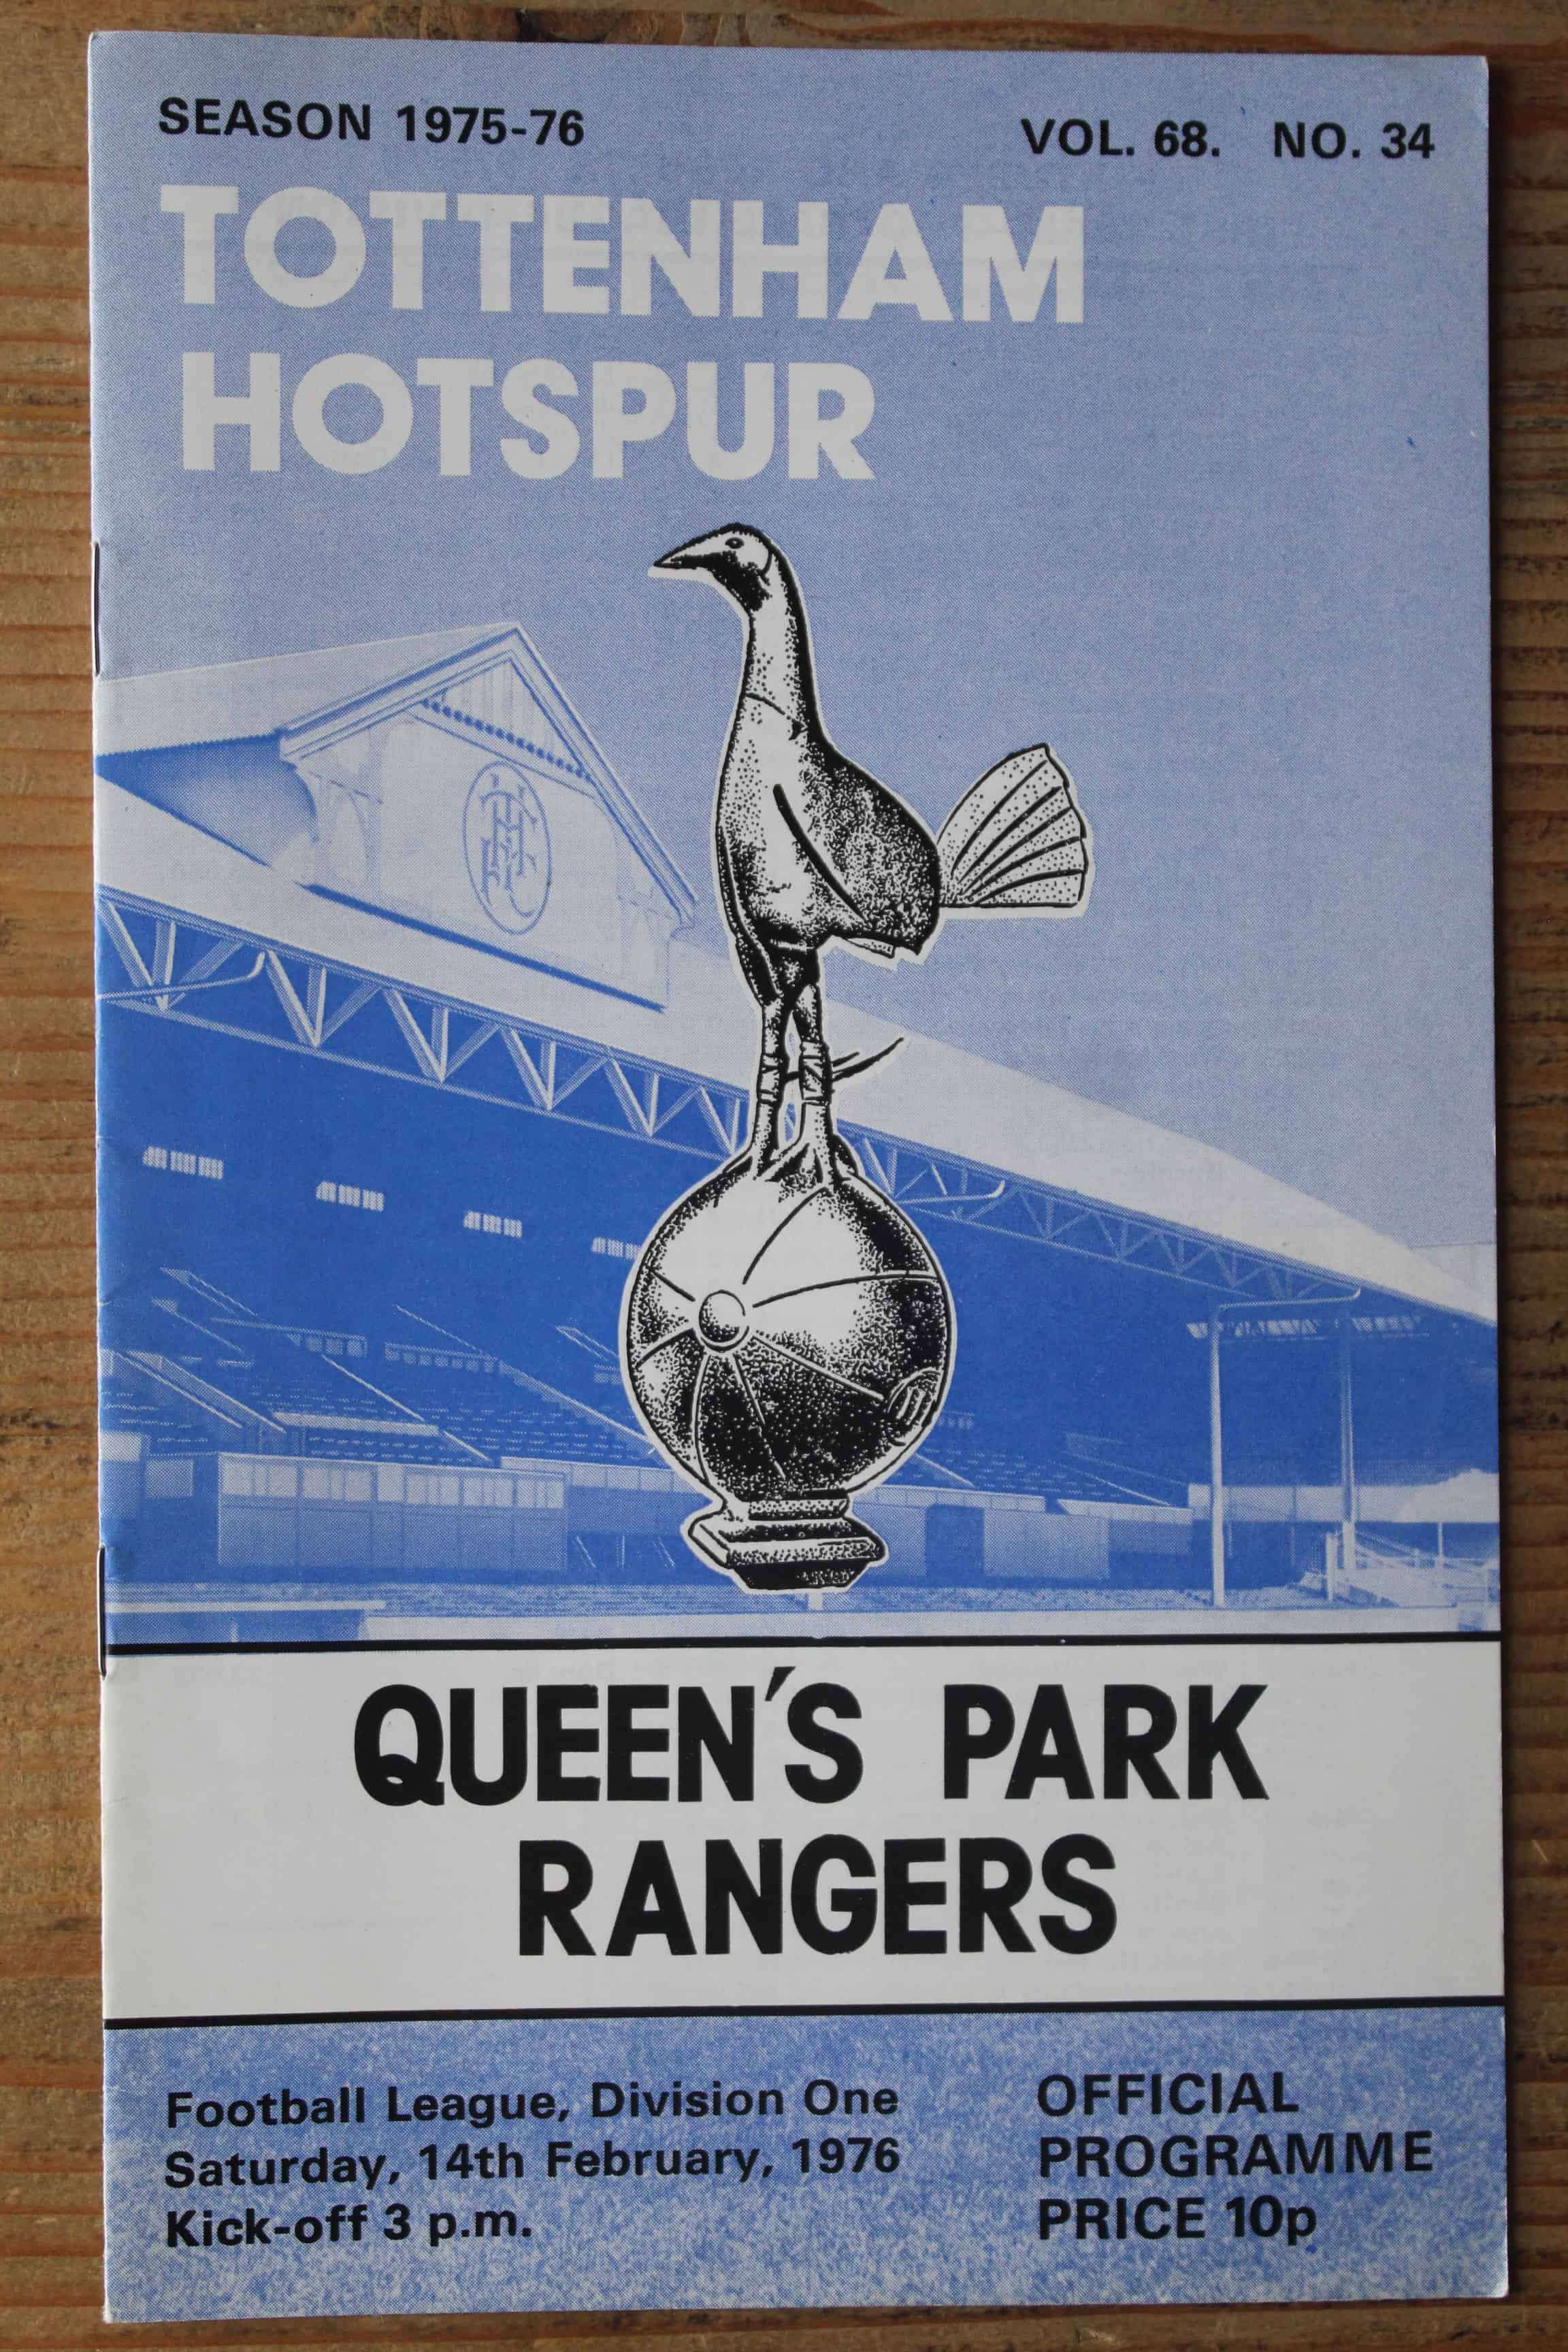 SEASON 1975-76
VOL. 68. NO. 34
TOTTENHAM
HOTSPUR
THFC
QUEEN'S PARK
RANGERS
Football League, Division One
Saturday, 14th February, 1976
Kick-off 3 p.m.
OFFICIAL
PROGRAMME
PRICE 10p